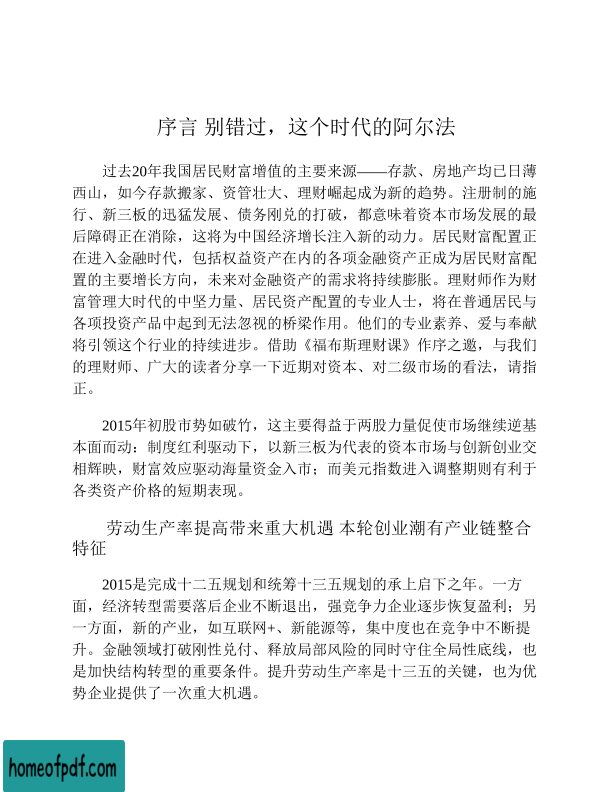 序言 别错过，这个时代的阿尔法
过去20年我国居民财富增值的主要来源——存款、房地产均已日薄
西山，如今存款搬家、资管壮大、理财崛起成为新的趋势。注册制的施
行、新三板的迅猛发展、债务刚兑的打破，都意味着资本市场发展的最
后障碍正在消除，这将为中国经济增长注入新的动力。居民财富配置正
在进入金融时代，包括权益资产在内的各项金融资产正成为居民财富配
置的主要增长方向，未来对金融资产的需求将持续膨胀。理财师作为财
富管理大时代的中坚力量、居民资产配置的专业人士，将在普通居民与
各项投资产品中起到无法忽视的桥梁作用。他们的专业素养、爱与奉献
将引领这个行业的持续进步。借助《福布斯理财课》作序之邀，与我们
的理财师、广大的读者分享一下近期对资本、对二级市场的看法，请指
正。
2015年初股市势如破竹，这主要得益于两股力量促使市场继续逆基
本面而动：制度红利驱动下，以新三板为代表的资本市场与创新创业交
相辉映，财富效应驱动海量资金入市；而美元指数进入调整期则有利于
各类资产价格的短期表现。
劳动生产率提高带来重大机遇 本轮创业潮有产业链整合
特征
2015是完成十二五规划和统筹十三五规划的承上启下之年。一方
面，经济转型需要落后企业不断退出，强竞争力企业逐步恢复盈利；另
一方面，新的产业，如互联网+、新能源等，集中度也在竞争中不断提
升。金融领域打破刚性兑付、释放局部风险的同时守住全局性底线，也
是加快结构转型的重要条件。提升劳动生产率是十三五的关键，也为优
势企业提供了一次重大机遇。
homeofpdf.com